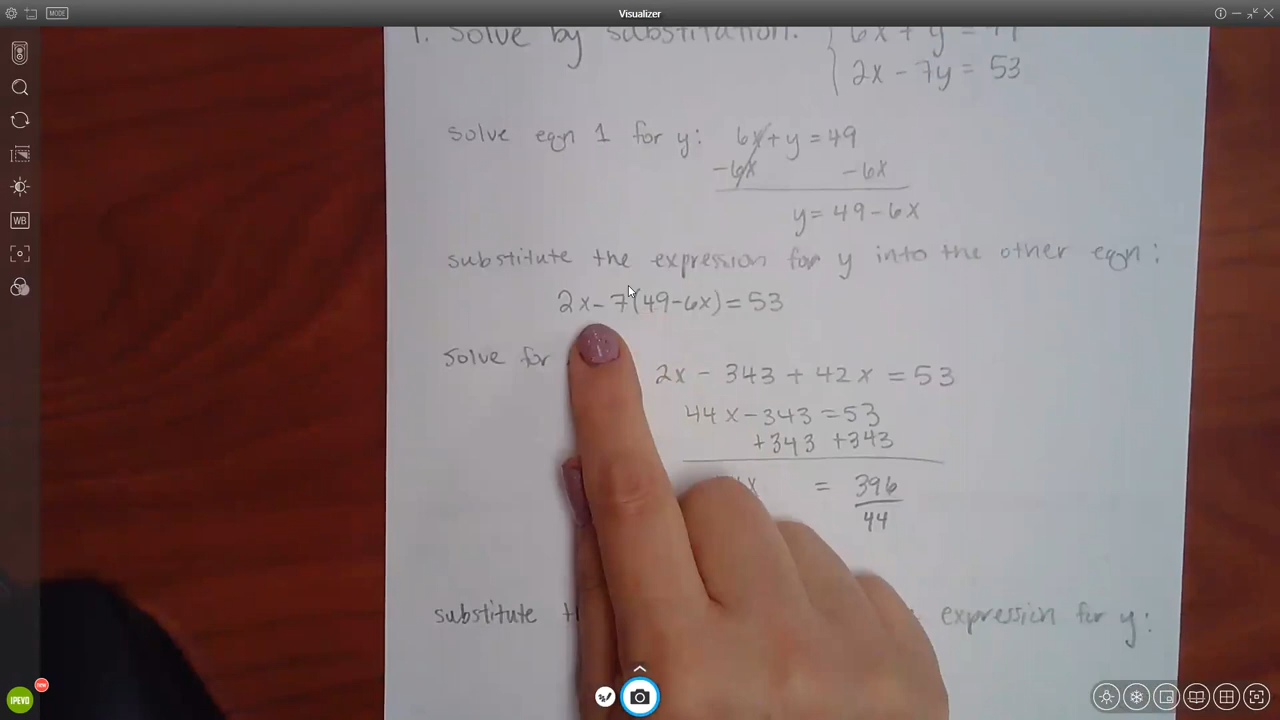 Visualizer
MODE
1. Solve by substitution. 6x + y = 49
2x - 7y = 53
solve eqn 1 for y: 6x + y = 49
-6x -6x
y = 49 - 6x
substitute the expression for y into the other eqn:
2x - 7(49 - 6x) = 53
solve for
2x - 343 + 42x = 53
44x - 343 = 53
+343 +343
= 396
44
substitute expression for y:
WB
IPEVO
new